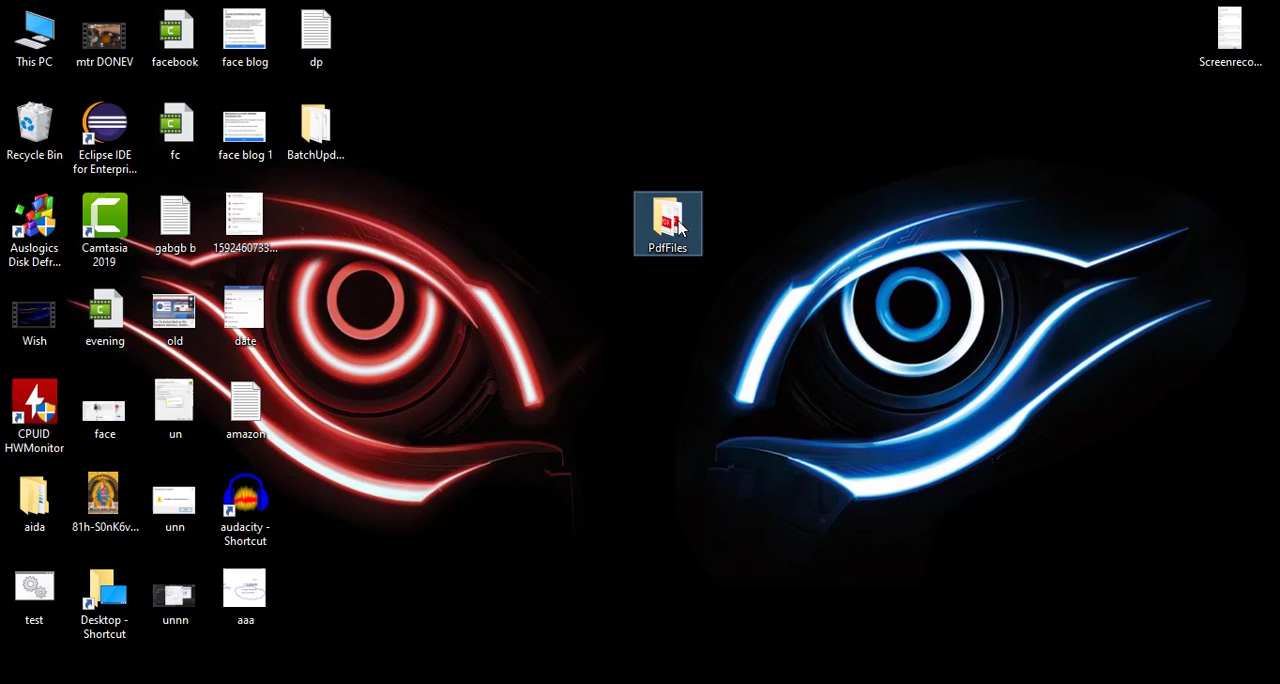 This PC
mtr DONEV
facebook
face blog
dp
Screenreco...
Recycle Bin
Eclipse IDE
for Enterpri...
fc
face blog 1
BatchUpd...
Auslogics
Disk Defr...
Camtasia
2019
gabgb b
1592460733...
PdfFiles
Wish
evening
old
date
CPUID
HWMonitor
face
un
amazon
aida
81h-S0nK6v...
unn
audacity -
Shortcut
test
Desktop -
Shortcut
unnn
aaa